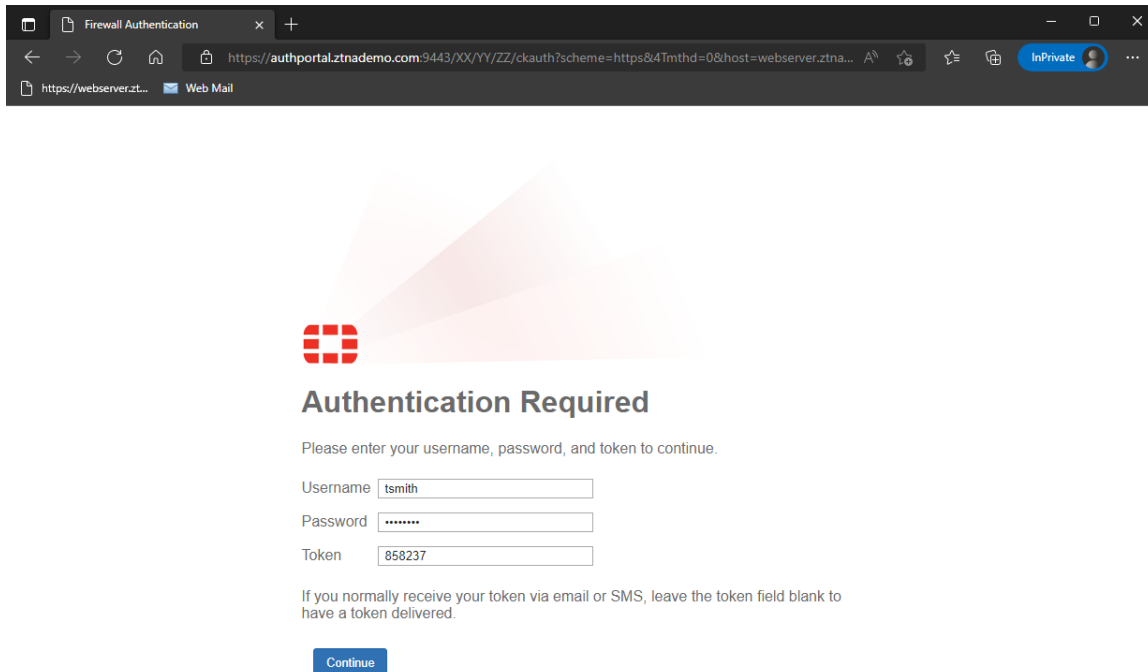 Firewall Authentication
https://authportal.ztnademo.com:9443/XX/YY/ZZ/ckauth?scheme=https&4Tmthd=0&host=webserver.ztna... A InPrivate
https://webserver.zt... Web Mail
Authentication Required
Please enter your username, password, and token to continue.
Username tsmith
Password ••••••••
Token 858237
If you normally receive your token via email or SMS, leave the token field blank to
have a token delivered.
Continue